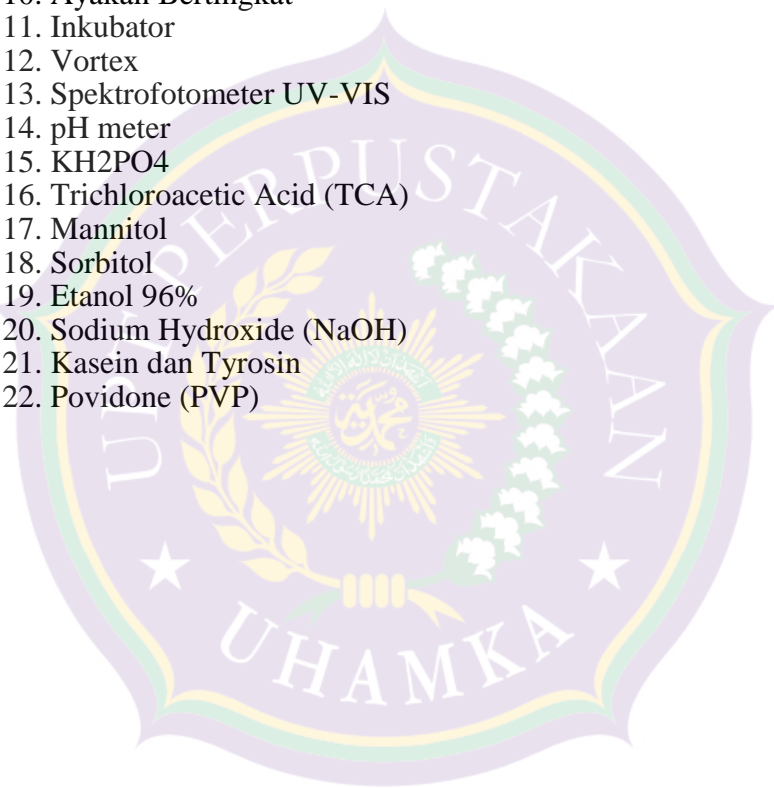 10. Ayakan Bertingkat
11. Inkubator
12. Vortex
13. Spektrofotometer UV-VIS
14. pH meter
15. KH2PO4
16. Trichloroacetic Acid (TCA)
17. Mannitol
18. Sorbitol
19. Etanol 96%
20. Sodium Hydroxide (NaOH)
21. Kasein dan Tyrosin
22. Povidone (PVP)
UPT PERPUSTAKAAN
UHAMKA